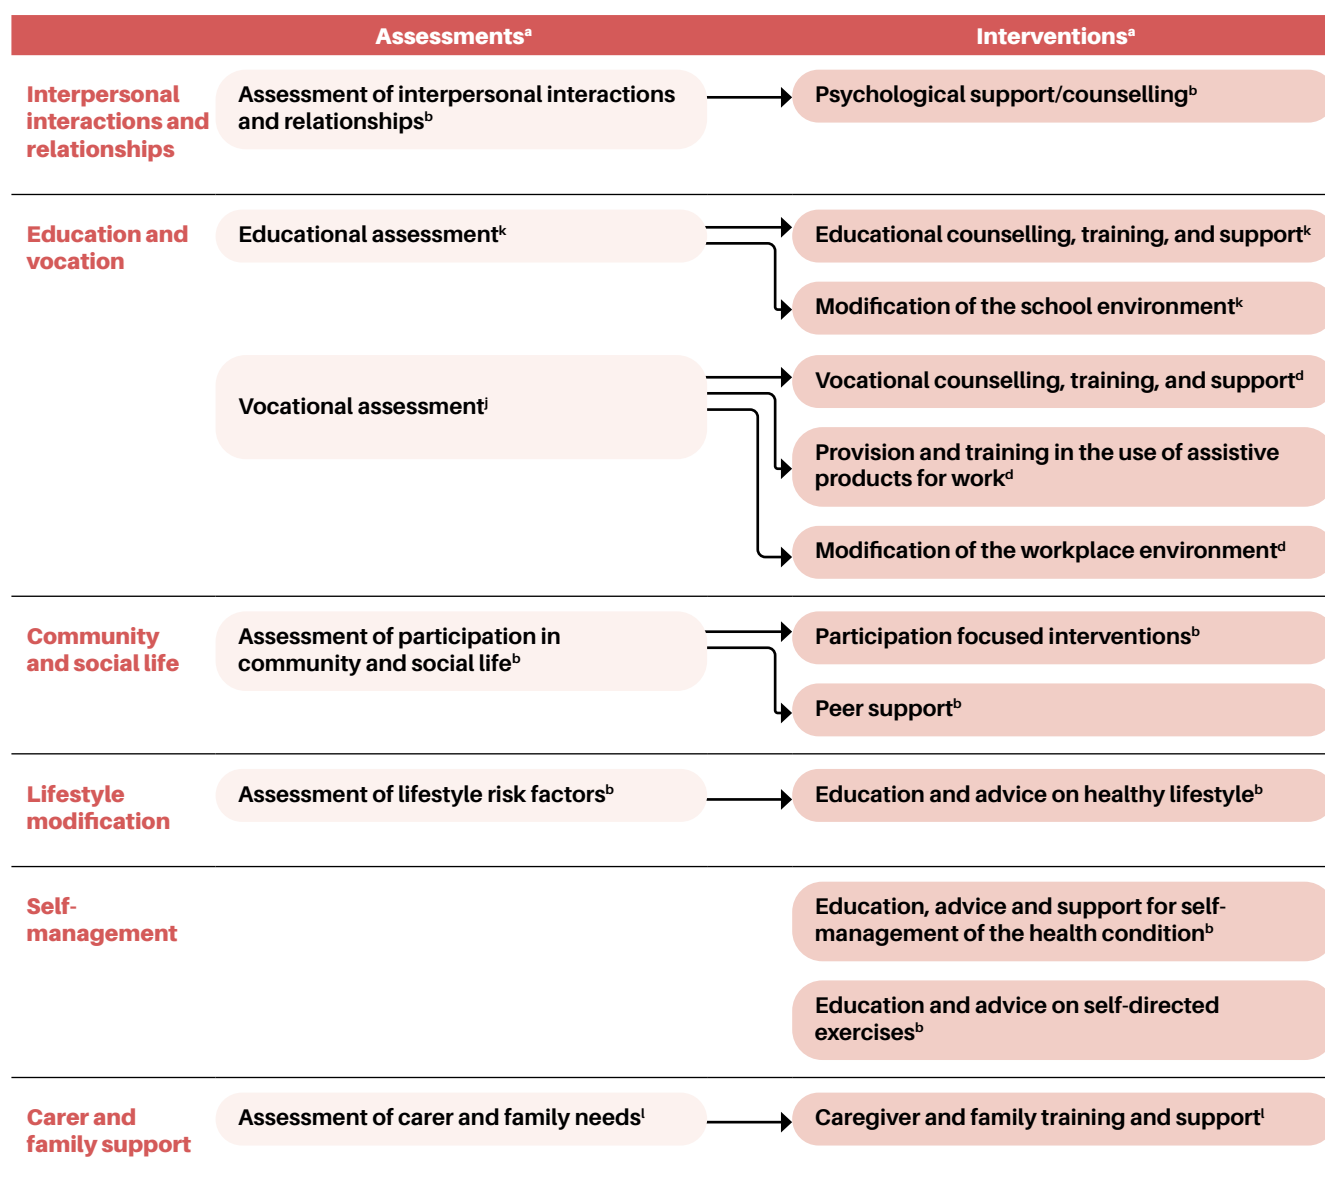 Assessmentsᵃ
Interventionsᵃ
Interpersonal
interactions and
relationships
Assessment of interpersonal interactions
and relationshipsᵇ
Psychological support/counsellingᵇ
Education and
vocation
Educational assessmentᵏ
Educational counselling, training, and supportᵏ
Modification of the school environmentᵏ
Vocational assessmentʲ
Vocational counselling, training, and supportᵈ
Provision and training in the use of assistive
products for workᵈ
Modification of the workplace environmentᵈ
Community
and social life
Assessment of participation in
community and social lifeᵇ
Participation focused interventionsᵇ
Peer supportᵇ
Lifestyle
modification
Assessment of lifestyle risk factorsᵇ
Education and advice on healthy lifestyleᵇ
Self-
management
Education, advice and support for self-
management of the health conditionᵇ
Education and advice on self-directed
exercisesᵇ
Carer and
family support
Assessment of carer and family needsˡ
Caregiver and family training and supportˡ